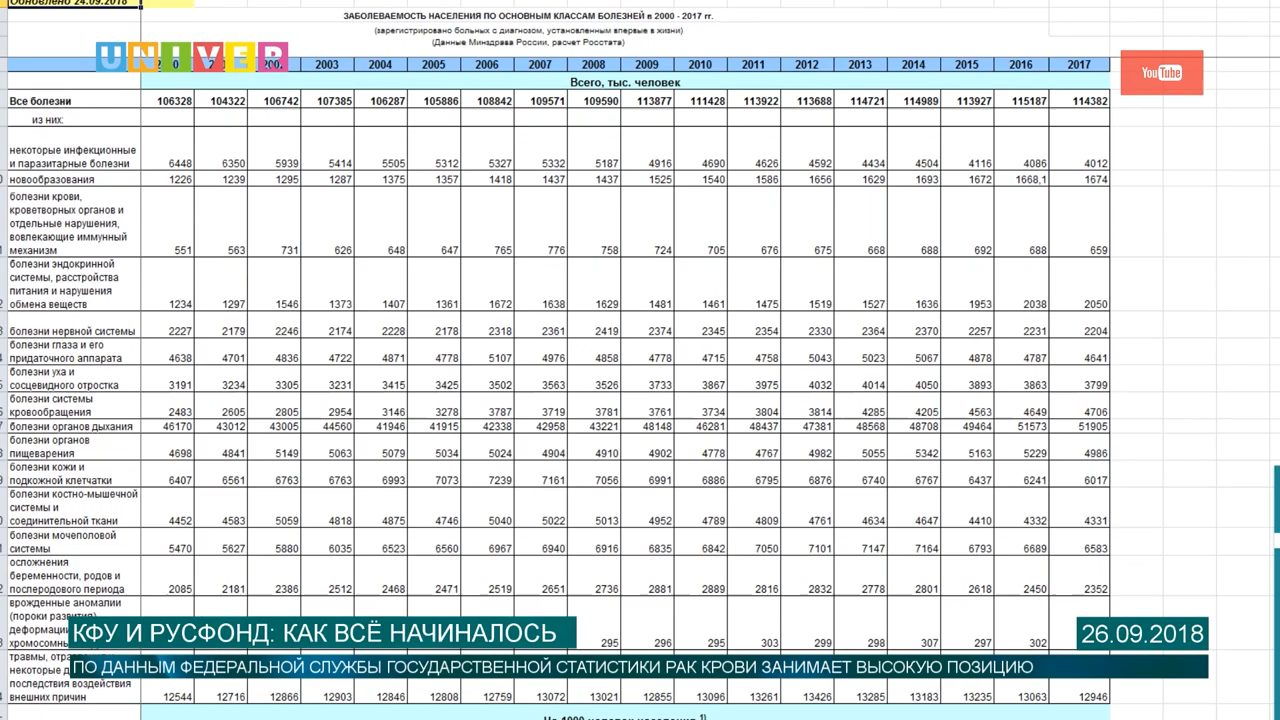 Обновлено 24.09.2018
ЗАБОЛЕВАЕМОСТЬ НАСЕЛЕНИЯ ПО ОСНОВНЫМ КЛАССАМ БОЛЕЗНЕЙ в 2000 - 2017 гг.
(зарегистрировано больных с диагнозом, установленным впервые в жизни)
(Данные Минздрава России, расчет Росстата)
UNIVER
YouTube
2003 2004 2005 2006 2007 2008 2009 2010 2011 2012 2013 2014 2015 2016 2017
Всего, тыс. человек
Все болезни 106328 104322 106742 107385 106287 105886 108842 109571 109590 113877 111428 113922 113688 114721 114989 113927 115187 114382
из них:
некоторые инфекционные
и паразитарные болезни 6448 6350 5939 5414 5505 5312 5327 5332 5187 4916 4690 4626 4592 4434 4504 4116 4086 4012
новообразования 1226 1239 1295 1287 1375 1357 1418 1437 1437 1525 1540 1586 1656 1629 1693 1672 1668,1 1674
болезни крови,
кроветворных органов и
отдельные нарушения,
вовлекающие иммунный
механизм 551 563 731 626 648 647 765 776 758 724 705 676 675 668 688 692 688 659
болезни эндокринной
системы, расстройства
питания и нарушения
обмена веществ 1234 1297 1546 1373 1407 1361 1672 1638 1629 1481 1461 1475 1519 1527 1636 1953 2038 2050
болезни нервной системы 2227 2179 2246 2174 2228 2178 2318 2361 2419 2374 2345 2354 2330 2364 2370 2257 2231 2204
болезни глаза и его
придаточного аппарата 4638 4701 4836 4722 4871 4778 5107 4976 4858 4778 4715 4758 5043 5023 5067 4878 4787 4641
болезни уха и
сосцевидного отростка 3191 3234 3305 3231 3415 3425 3502 3563 3526 3733 3867 3975 4032 4014 4050 3893 3863 3799
болезни системы
кровообращения 2483 2605 2805 2954 3146 3278 3787 3719 3781 3761 3734 3804 3814 4285 4205 4563 4649 4706
болезни органов дыхания 46170 43012 43005 44560 41946 41915 42338 42958 43221 48148 46281 48437 47381 48568 48708 49464 51573 51905
болезни органов
пищеварения 4698 4841 5149 5063 5079 5034 5024 4904 4910 4902 4778 4767 4982 5055 5342 5163 5229 4986
болезни кожи и
подкожной клетчатки 6407 6561 6763 6763 6993 7073 7239 7161 7056 6991 6886 6795 6876 6740 6767 6437 6241 6017
болезни костно-мышечной
системы и
соединительной ткани 4452 4583 5059 4818 4875 4746 5040 5022 5013 4952 4789 4809 4761 4634 4647 4410 4332 4331
болезни мочеполовой
системы 5470 5627 5880 6035 6523 6560 6967 6940 6916 6835 6842 7050 7101 7147 7164 6793 6689 6583
осложнения
беременности, родов и
послеродового периода 2085 2181 2386 2512 2468 2471 2519 2651 2736 2881 2889 2816 2832 2778 2801 2618 2450 2352
врожденные аномалии
(пороки развития)
295 296 295 303 299 298 307 297 302
КФУ И РУСФОНД: КАК ВСЁ НАЧИНАЛОСЬ
26.09.2018
ПО ДАННЫМ ФЕДЕРАЛЬНОЙ СЛУЖБЫ ГОСУДАРСТВЕННОЙ СТАТИСТИКИ РАК КРОВИ ЗАНИМАЕТ ВЫСОКУЮ ПОЗИЦИЮ
последствия воздействия
внешних причин 12544 12716 12866 12903 12846 12808 12759 13072 13021 12855 13096 13261 13426 13285 13183 13235 13063 12946